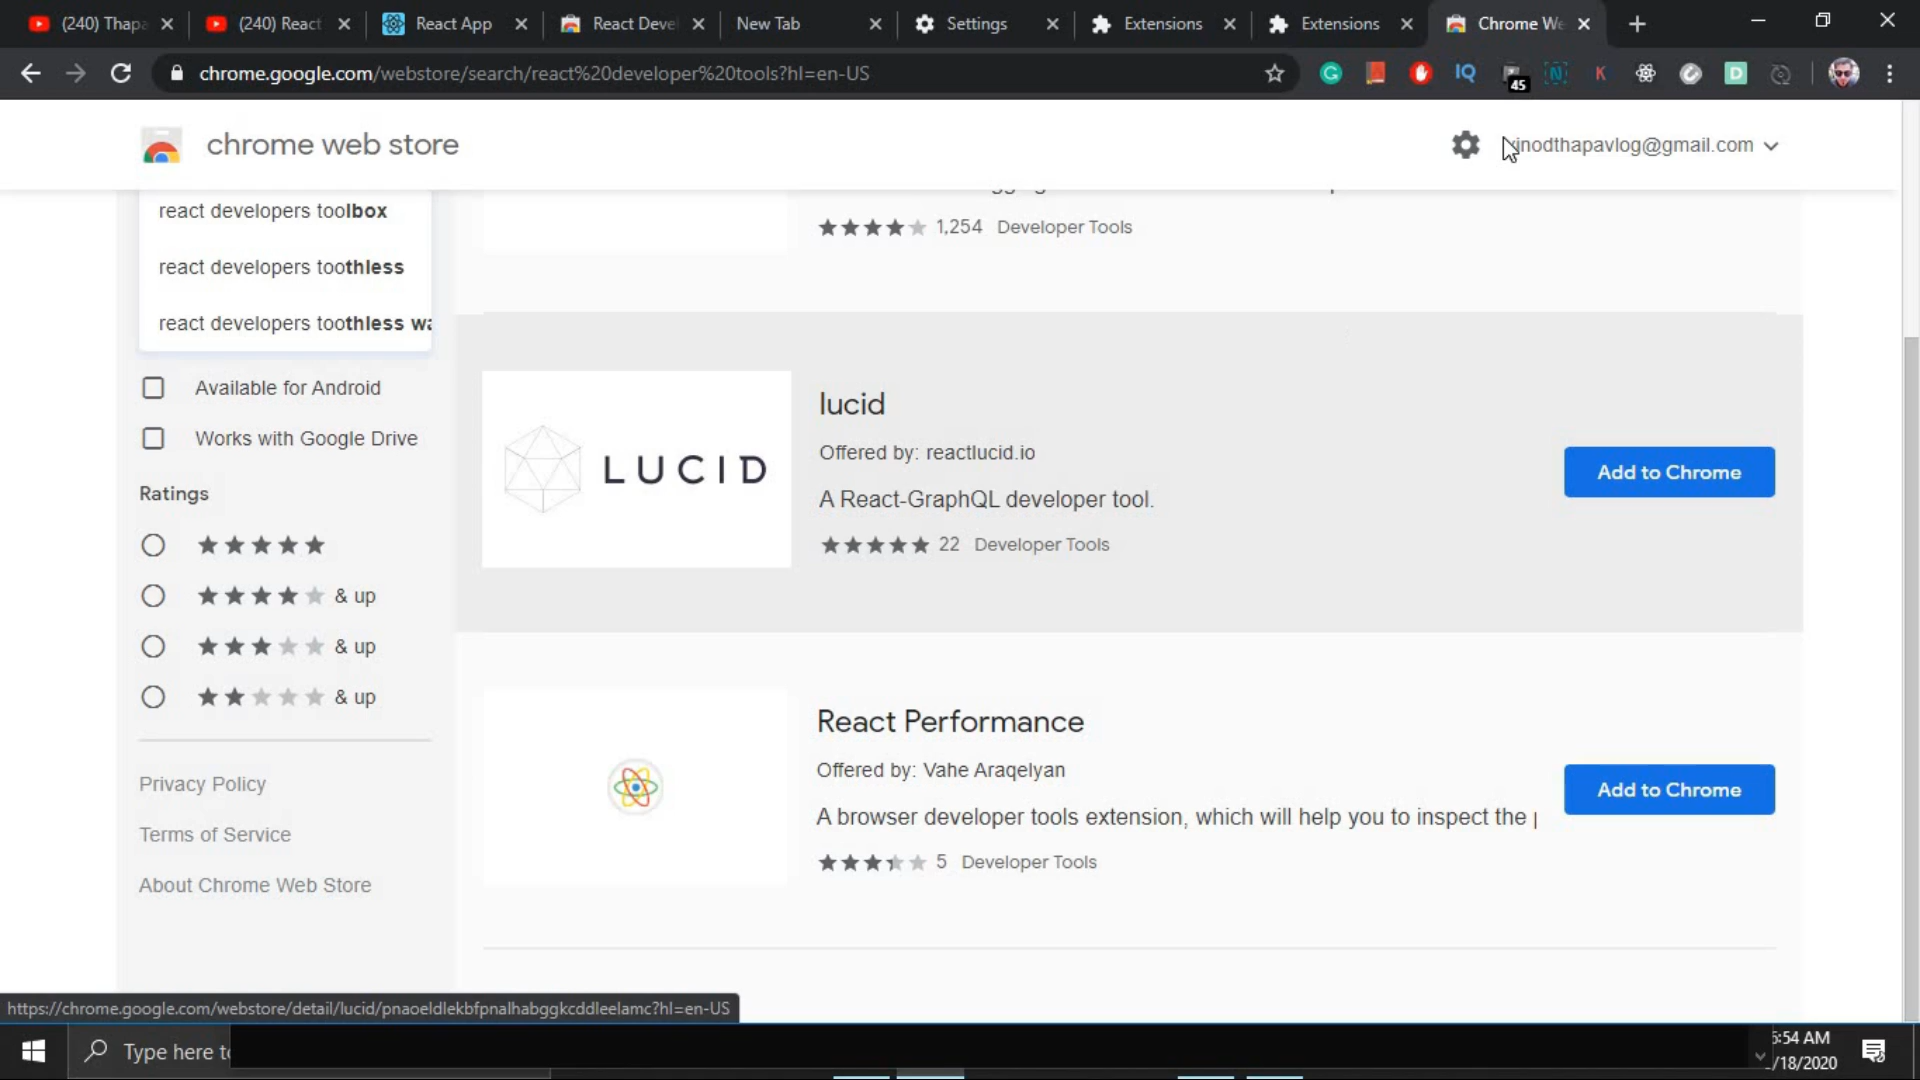 (240) Thapa
(240) React
React App
React Deve
New Tab
Settings
Extensions
Extensions
Chrome We
chrome.google.com/webstore/search/react%20developer%20tools?hl=en-US
45
chrome web store
vinodthapavlog@gmail.com
react developers toolbox
react developers toothless
react developers toothless wa
1,254 Developer Tools
Available for Android
Works with Google Drive
Ratings
& up
& up
& up
Privacy Policy
Terms of Service
About Chrome Web Store
LUCID
lucid
Offered by: reactlucid.io
A React-GraphQL developer tool.
22 Developer Tools
Add to Chrome
React Performance
Offered by: Vahe Araqelyan
A browser developer tools extension, which will help you to inspect the
5 Developer Tools
Add to Chrome
https://chrome.google.com/webstore/detail/lucid/pnaoeldlekbfpnalhabggkcddleelamc?hl=en-US
Type here to
5:54 AM
/18/2020